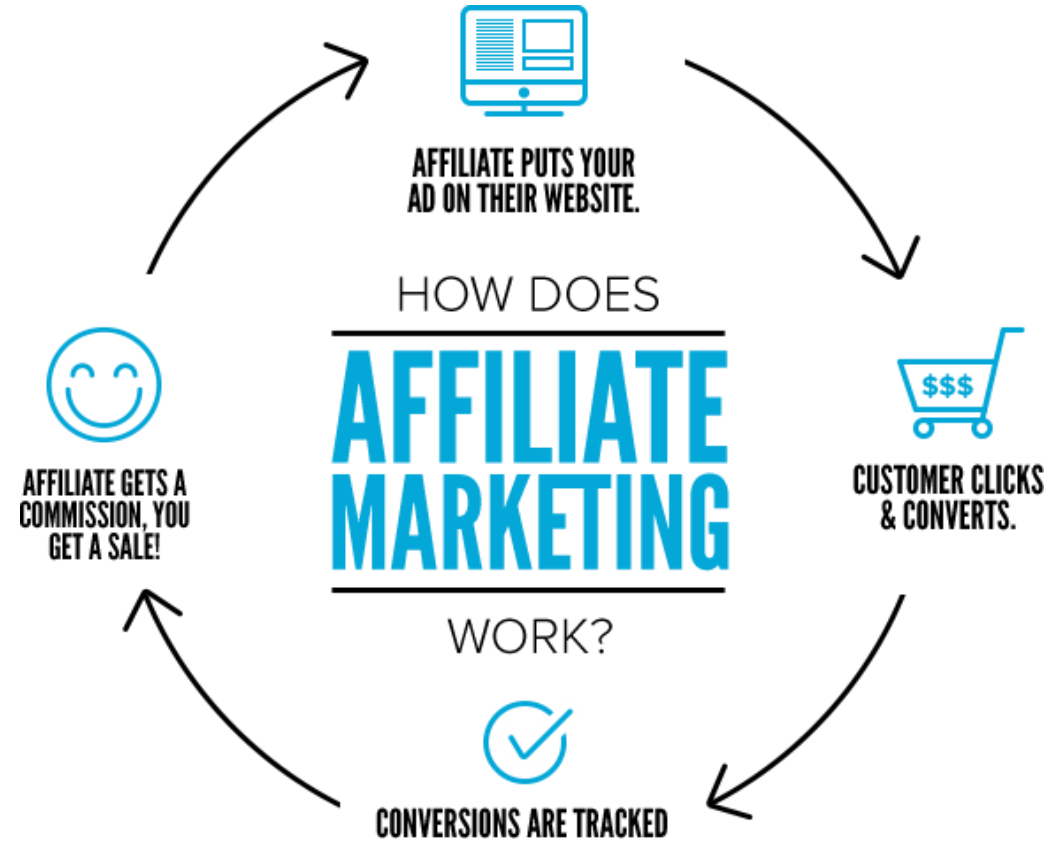 AFFILIATE PUTS YOUR
AD ON THEIR WEBSITE.
HOW DOES
AFFILIATE
MARKETING
WORK?
$$$
CUSTOMER CLICKS
& CONVERTS.
CONVERSIONS ARE TRACKED
AFFILIATE GETS A
COMMISSION, YOU
GET A SALE!